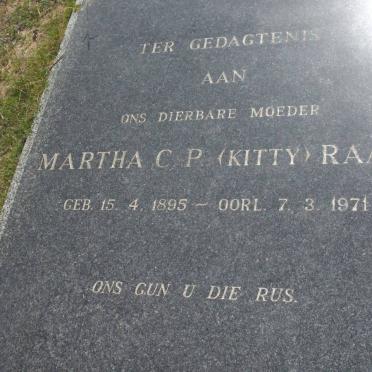 TER GEDAGTENIS
AAN
ONS DIERBARE MOEDER
MARTHA C. P. (KITTY)
GEB. 15. 4. 1895 – OORL. 7. 3. 1971
ONS GUN U DIE RUS.